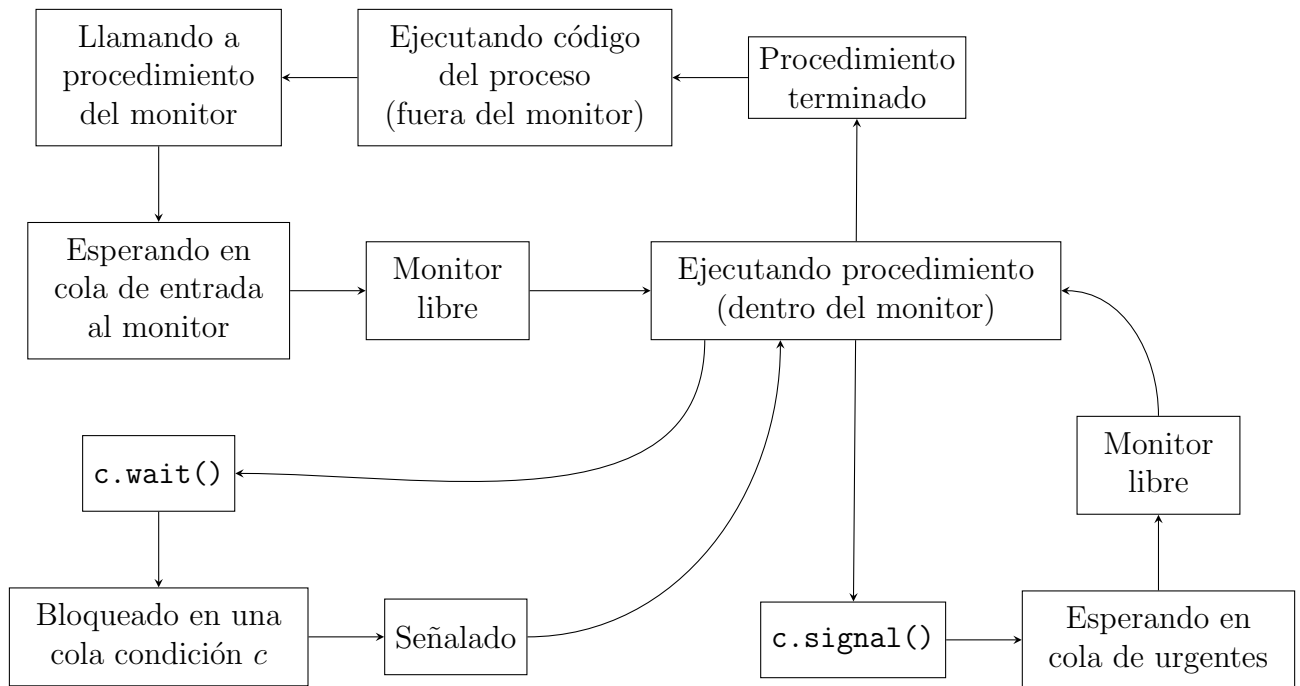 Llamando a
procedimiento
del monitor
Ejecutando código
del proceso
(fuera del monitor)
Procedimiento
terminado
Esperando en
cola de entrada
al monitor
Monitor
libre
Ejecutando procedimiento
(dentro del monitor)
c.wait()
Monitor
libre
Bloqueado en una
cola condición c
Señalado
c.signal()
Esperando en
cola de urgentes